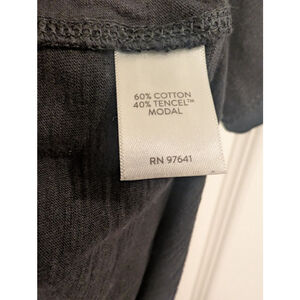 60% COTTON
40% TENCEL™
MODAL
RN 97641